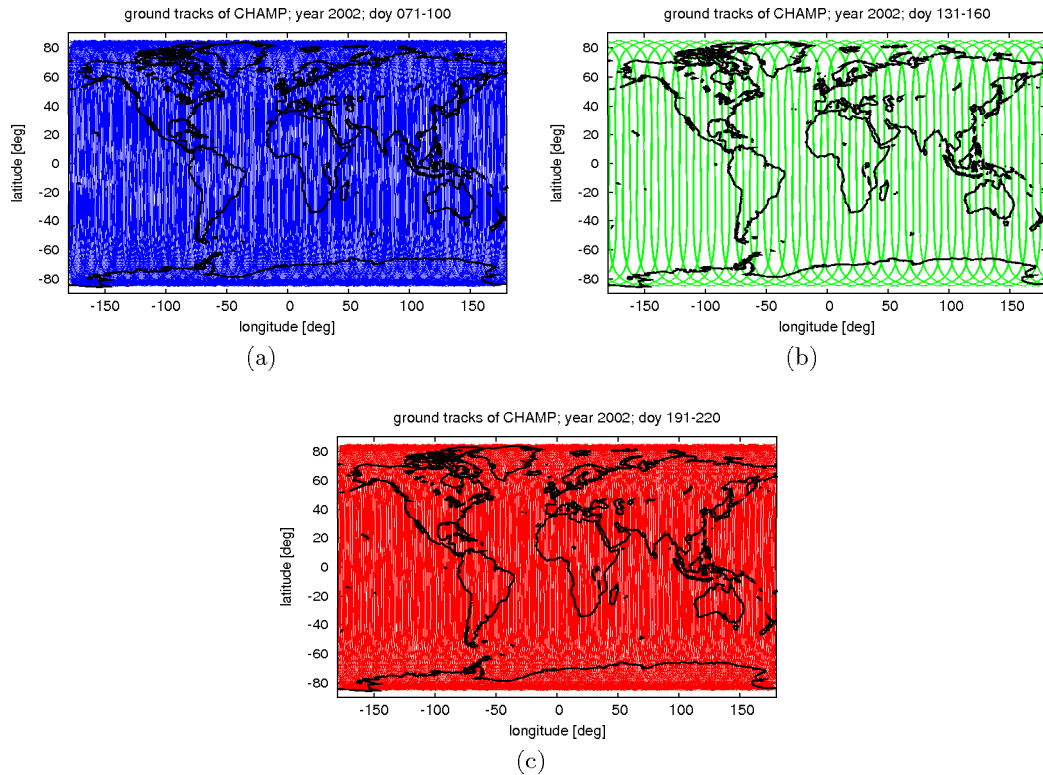 ground tracks of CHAMP; year 2002; doy 071-100
80
60
40
20
0
-20
-40
-60
-80
latitude [deg]
-150 -100 -50 0 50 100 150
longitude [deg]
(a)
ground tracks of CHAMP; year 2002; doy 131-160
80
60
40
20
0
-20
-40
-60
-80
latitude [deg]
-150 -100 -50 0 50 100 150
longitude [deg]
(b)
ground tracks of CHAMP; year 2002; doy 191-220
80
60
40
20
0
-20
-40
-60
-80
latitude [deg]
-150 -100 -50 0 50 100 150
longitude [deg]
(c)